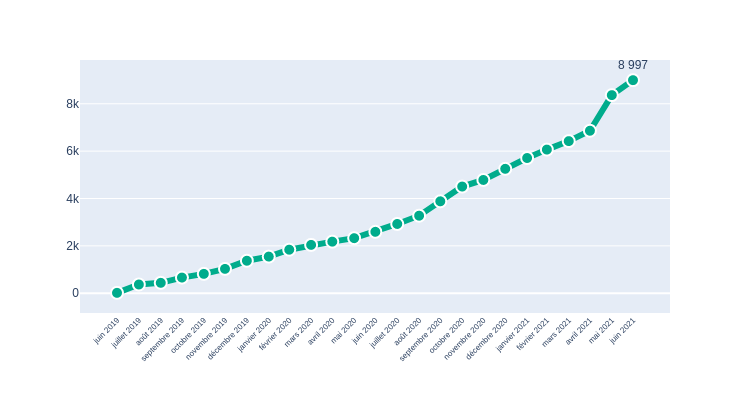 8 997
8k
6k
4k
2k
0
juin 2019
juillet 2019
août 2019
septembre 2019
octobre 2019
novembre 2019
décembre 2019
janvier 2020
février 2020
mars 2020
avril 2020
mai 2020
juin 2020
juillet 2020
août 2020
septembre 2020
octobre 2020
novembre 2020
décembre 2020
janvier 2021
février 2021
mars 2021
avril 2021
mai 2021
juin 2021